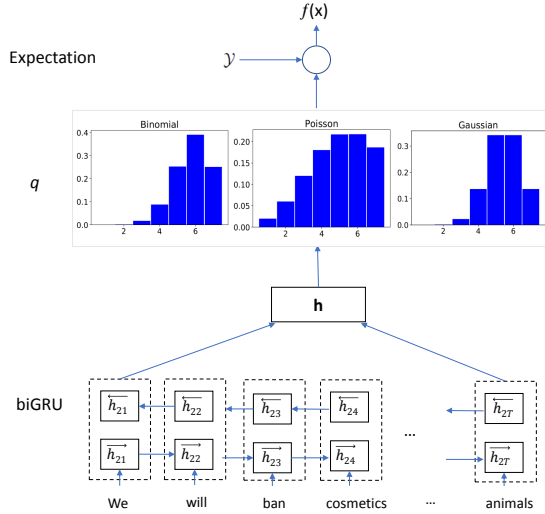 f(x)
Expectation
𝒴
Binomial Poisson Gaussian
q
0.4
0.3
0.2
0.1
0.0
2 4 6
0.20
0.15
0.10
0.05
0.00
2 4 6
0.3
0.2
0.1
0.0
2 4 6
h
biGRU
←h₂₁ ←h₂₂ ←h₂₃ ←h₂₄ ←h₂T
...
→h₂₁ →h₂₂ →h₂₃ →h₂₄ →h₂T
We will ban cosmetics ... animals